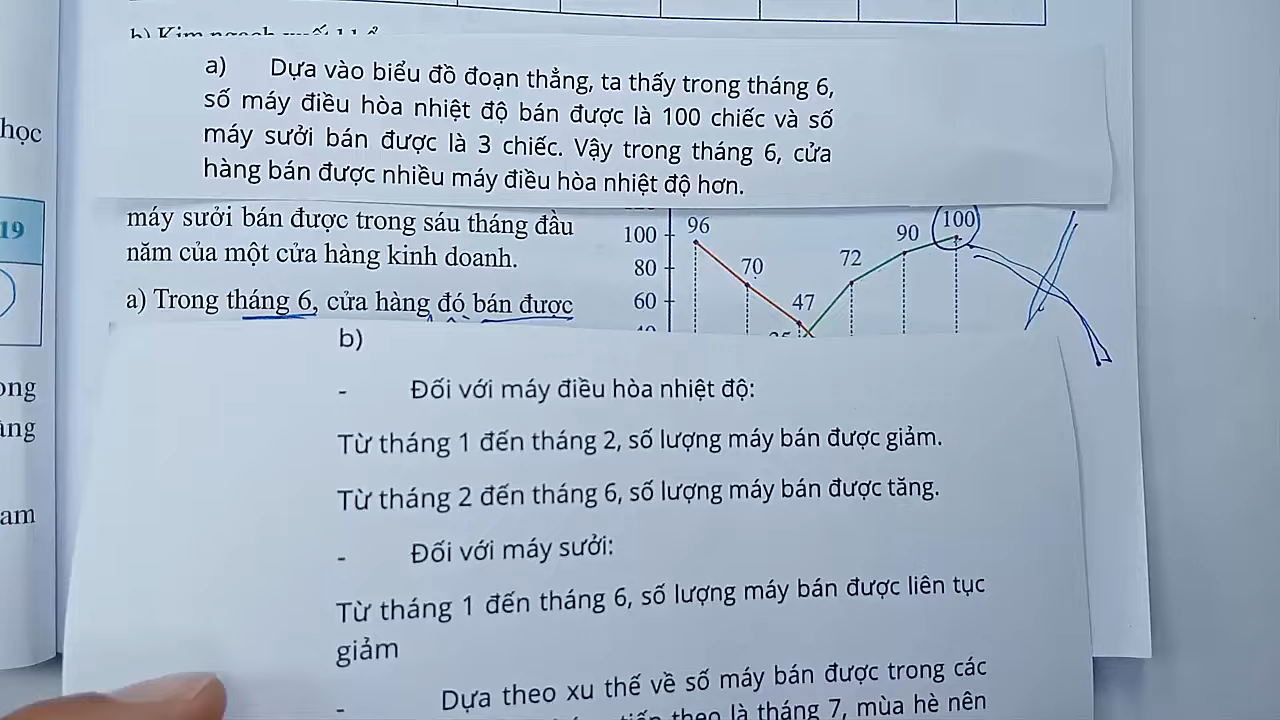 a) Dựa vào biểu đồ đoạn thẳng, ta thấy trong tháng 6,
số máy điều hòa nhiệt độ bán được là 100 chiếc và số
máy sưởi bán được là 3 chiếc. Vậy trong tháng 6, cửa
hàng bán được nhiều máy điều hòa nhiệt độ hơn.
học
19
ong
am
máy sưởi bán được trong sáu tháng đầu
năm của một cửa hàng kinh doanh.
a) Trong tháng 6, cửa hàng đó bán được
100
80
60
96
70
47
72
90
100
b)
- Đối với máy điều hòa nhiệt độ:
Từ tháng 1 đến tháng 2, số lượng máy bán được giảm.
Từ tháng 2 đến tháng 6, số lượng máy bán được tăng.
- Đối với máy sưởi:
Từ tháng 1 đến tháng 6, số lượng máy bán được liên tục
giảm
- Dựa theo xu thế về số máy bán được trong các
theo là tháng 7, mùa hè nên